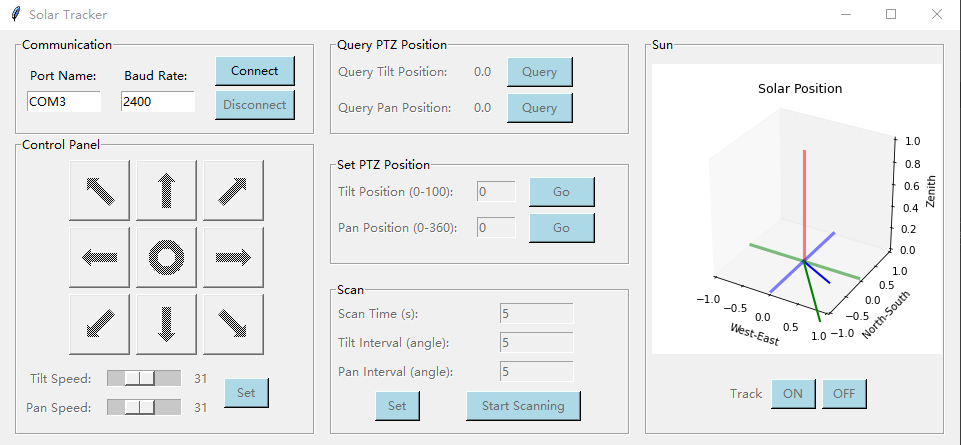 Solar Tracker
Communication
Port Name: Baud Rate: Connect
COM3 2400 Disconnect
Control Panel
Tilt Speed: 31
Pan Speed: 31
Set
Query PTZ Position
Query Tilt Position: 0.0 Query
Query Pan Position: 0.0 Query
Set PTZ Position
Tilt Position (0-100): 0 Go
Pan Position (0-360): 0 Go
Scan
Scan Time (s): 5
Tilt Interval (angle): 5
Pan Interval (angle): 5
Set Start Scanning
Sun
Solar Position
1.0
0.8
0.6
0.4
0.2
0.0
Zenith
−1.0
−0.5
0.0
0.5
1.0
West-East
−1.0
−0.5
0.0
0.5
1.0
North-South
Track ON OFF